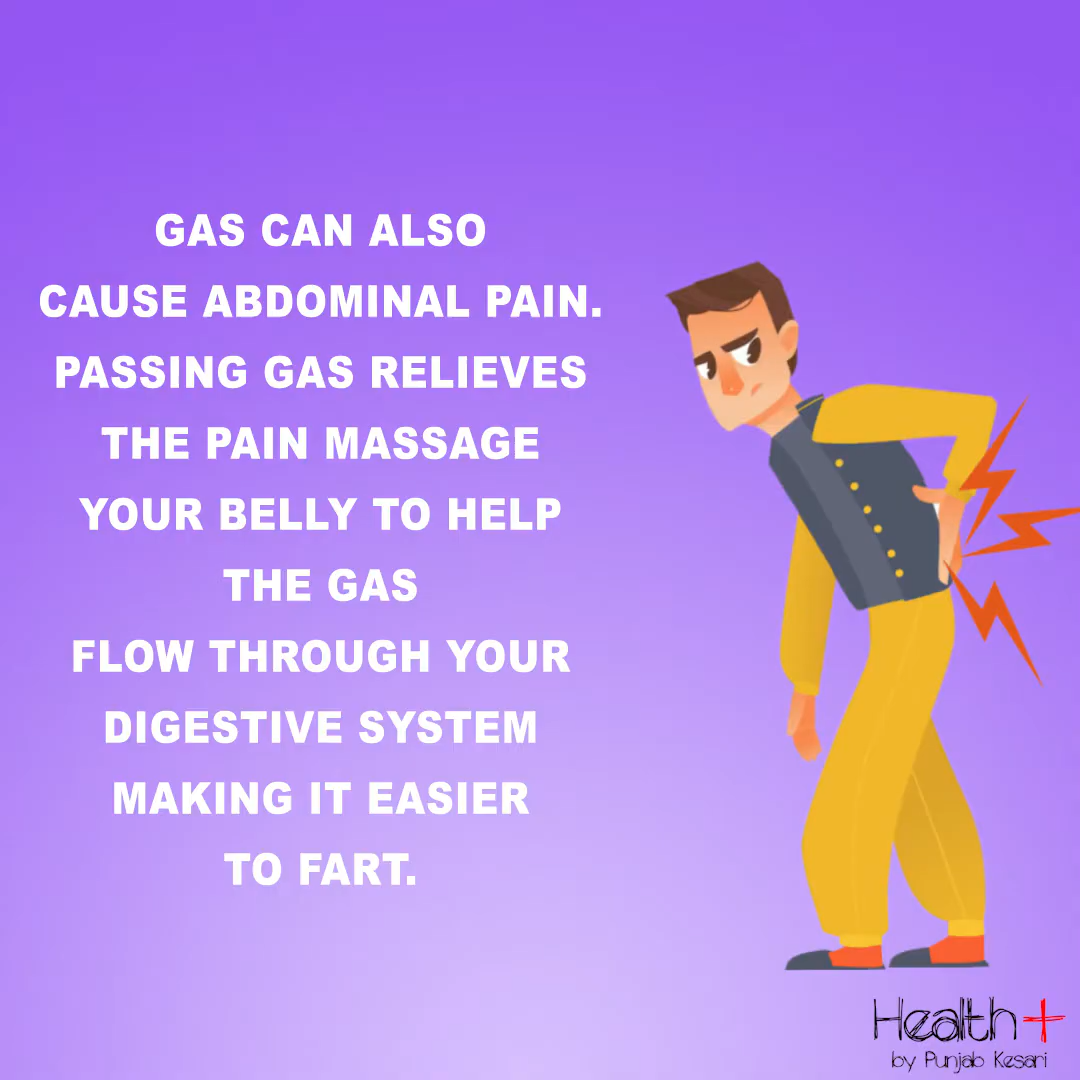 GAS CAN ALSO
CAUSE ABDOMINAL PAIN.
PASSING GAS RELIEVES
THE PAIN MASSAGE
YOUR BELLY TO HELP
THE GAS
FLOW THROUGH YOUR
DIGESTIVE SYSTEM
MAKING IT EASIER
TO FART.
Health+
by Punjab Kesari